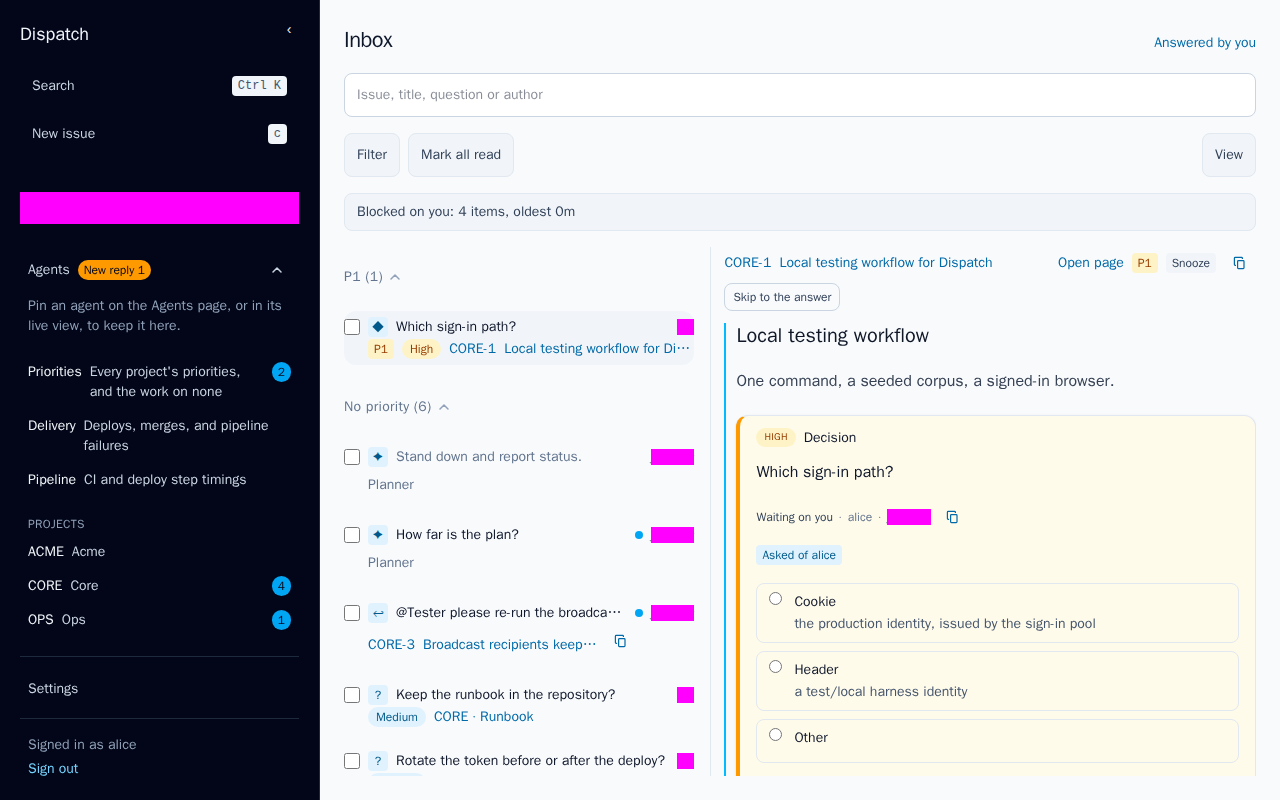 Dispatch
Search
Ctrl K
New issue
C
Agents
New reply 1
Pin an agent on the Agents page, or in its
live view, to keep it here.
Priorities
Every project's priorities,
and the work on none
2
Delivery
Deploys, merges, and pipeline
failures
Pipeline
CI and deploy step timings
PROJECTS
ACME Acme
CORE Core
4
OPS Ops
1
Settings
Signed in as alice
Sign out
Inbox
Answered by you
Issue, title, question or author
Filter
Mark all read
View
Blocked on you: 4 items, oldest 0m
P1 (1)
Which sign-in path?
P1 High CORE-1 Local testing workflow for Di⋯
No priority (6)
Stand down and report status.
Planner
How far is the plan?
Planner
@Tester please re-run the broadca⋯
CORE-3 Broadcast recipients keep⋯
? Keep the runbook in the repository?
Medium CORE · Runbook
? Rotate the token before or after the deploy?
CORE-1 Local testing workflow for Dispatch
Open page P1 Snooze
Skip to the answer
Local testing workflow
One command, a seeded corpus, a signed-in browser.
HIGH Decision
Which sign-in path?
Waiting on you · alice ·
Asked of alice
Cookie
the production identity, issued by the sign-in pool
Header
a test/local harness identity
Other